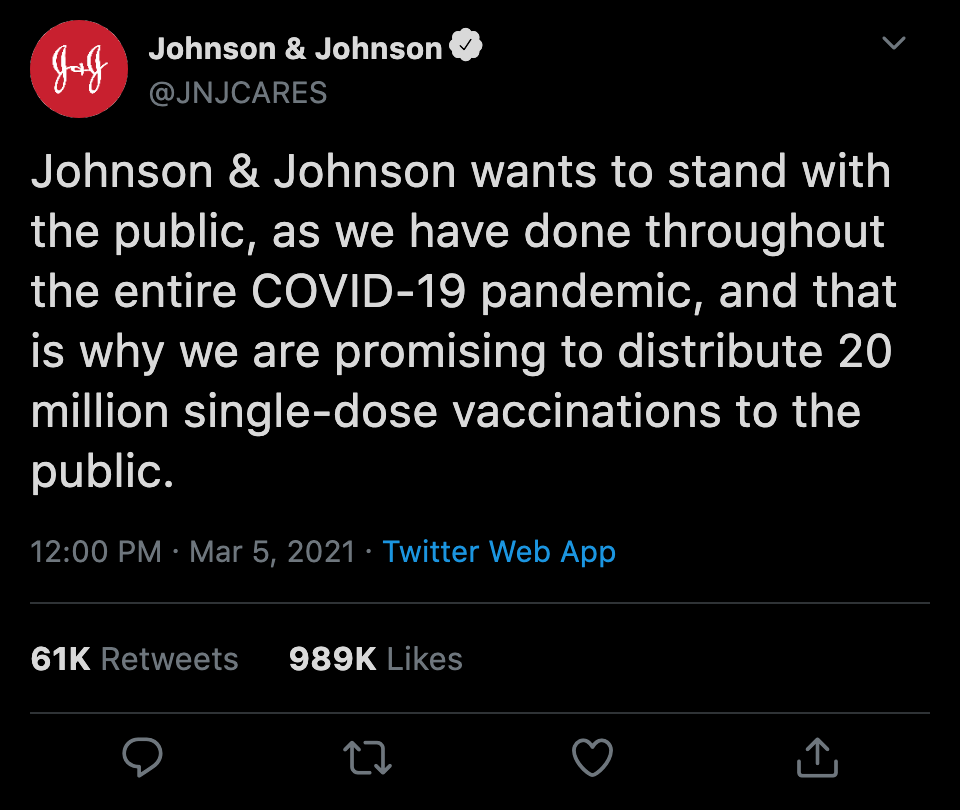 J&J
Johnson & Johnson
@JNJCARES
Johnson & Johnson wants to stand with
the public, as we have done throughout
the entire COVID-19 pandemic, and that
is why we are promising to distribute 20
million single-dose vaccinations to the
public.
12:00 PM · Mar 5, 2021 · Twitter Web App
61K Retweets 989K Likes